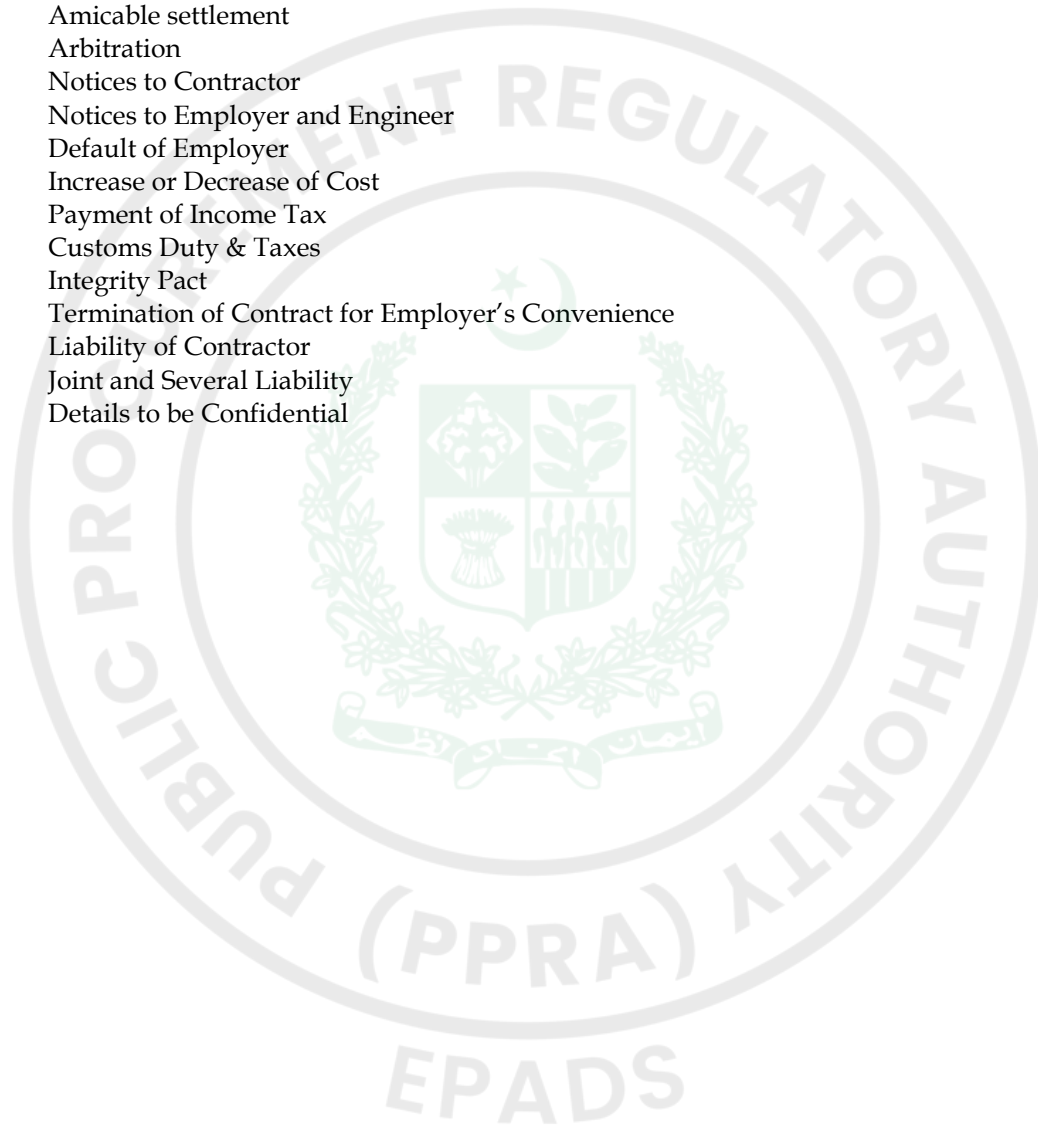 Amicable settlement
Arbitration
Notices to Contractor
Notices to Employer and Engineer
Default of Employer
Increase or Decrease of Cost
Payment of Income Tax
Customs Duty & Taxes
Integrity Pact
Termination of Contract for Employer’s Convenience
Liability of Contractor
Joint and Several Liability
Details to be Confidential
PUBLIC PROCUREMENT REGULATORY AUTHORITY
(PPRA)
EPADS